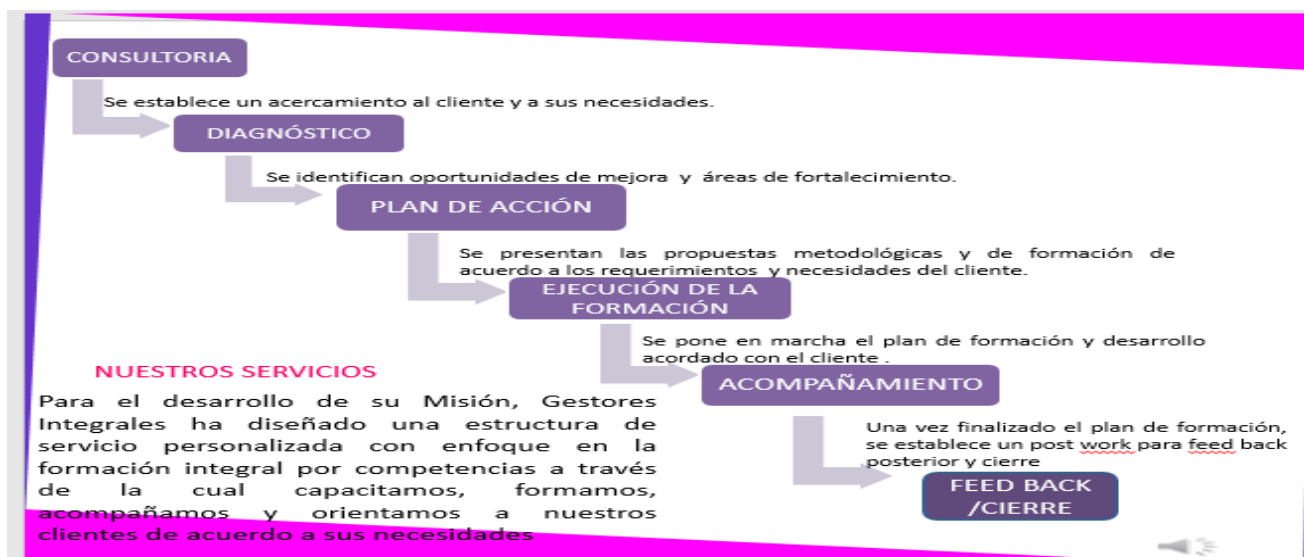 CONSULTORIA
Se establece un acercamiento al cliente y a sus necesidades.
DIAGNÓSTICO
Se identifican oportunidades de mejora y áreas de fortalecimiento.
PLAN DE ACCIÓN
Se presentan las propuestas metodológicas y de formación de
acuerdo a los requerimientos y necesidades del cliente.
EJECUCIÓN DE LA
FORMACIÓN
Se pone en marcha el plan de formación y desarrollo
acordado con el cliente .
ACOMPAÑAMIENTO
Una vez finalizado el plan de formación,
se establece un post work para feed back
posterior y cierre
FEED BACK
/CIERRE
NUESTROS SERVICIOS
Para el desarrollo de su Misión, Gestores
Integrales ha diseñado una estructura de
servicio personalizada con enfoque en la
formación integral por competencias a través
de la cual capacitamos, formamos,
acompañamos y orientamos a nuestros
clientes de acuerdo a sus necesidades